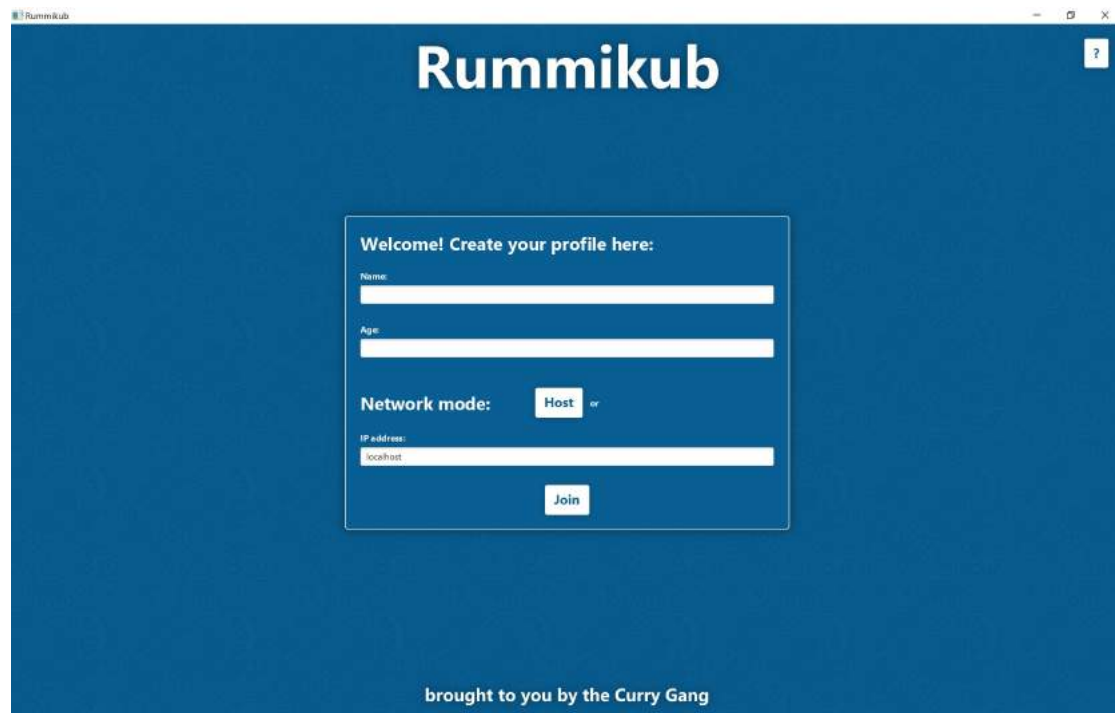 Rummikub
Rummikub
?
Welcome! Create your profile here:
Name:
Age:
Network mode: Host or
IP address:
localhost
Join
brought to you by the Curry Gang